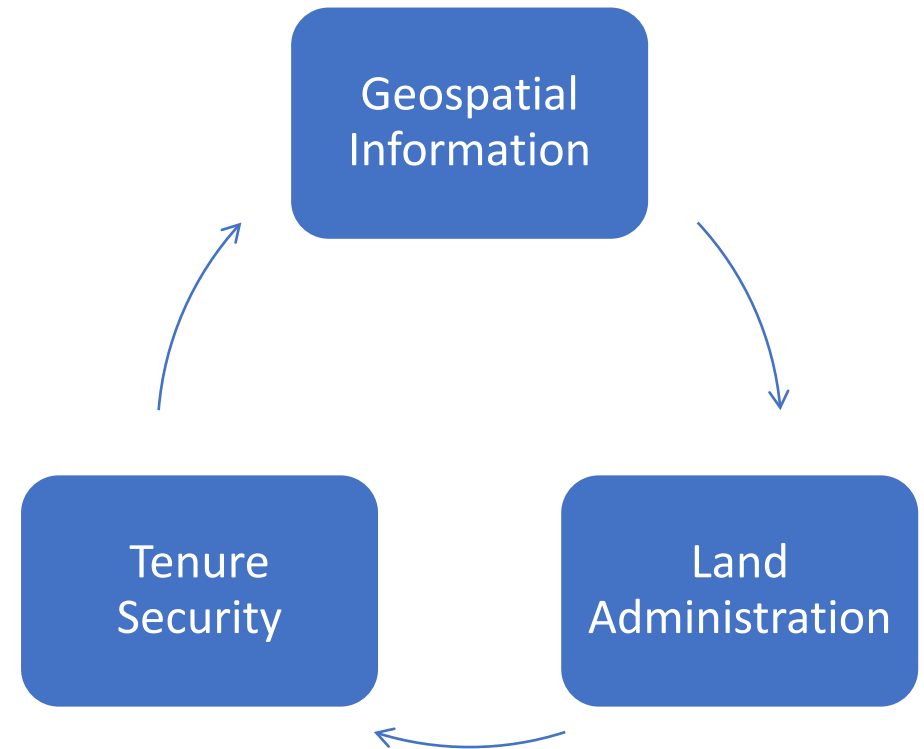 Geospatial
Information
Tenure
Security
Land
Administration